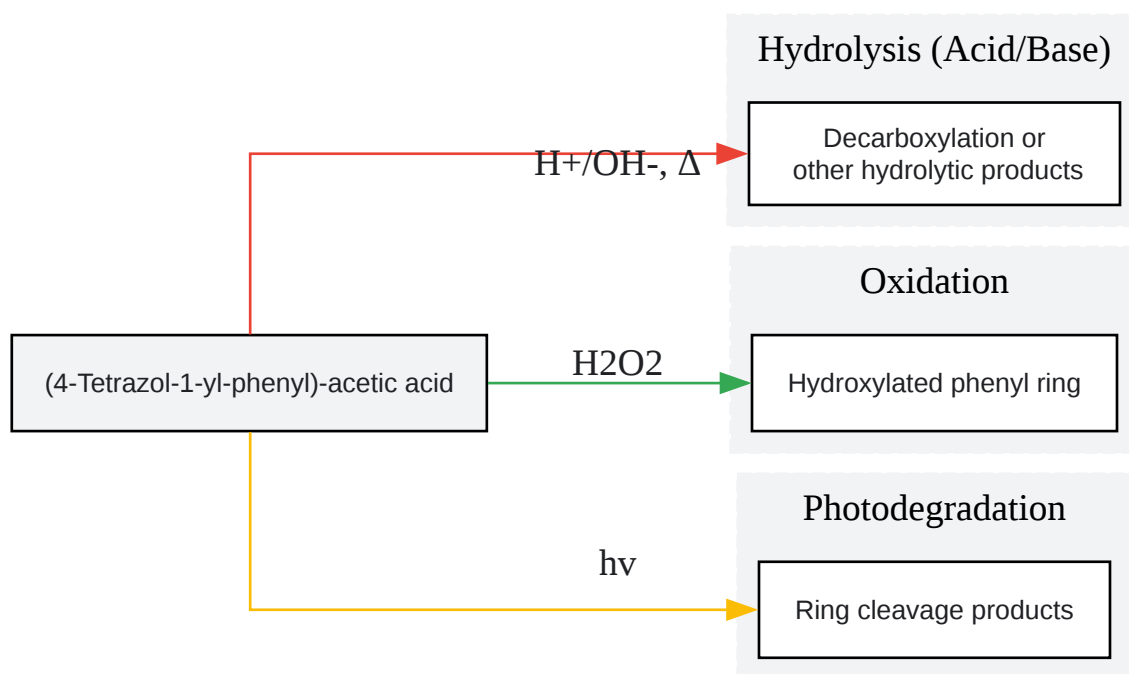 Hydrolysis (Acid/Base)
Decarboxylation or
other hydrolytic products
H+/OH-, Δ
Oxidation
H2O2
Hydroxylated phenyl ring
(4-Tetrazol-1-yl-phenyl)-acetic acid
Photodegradation
hv
Ring cleavage products